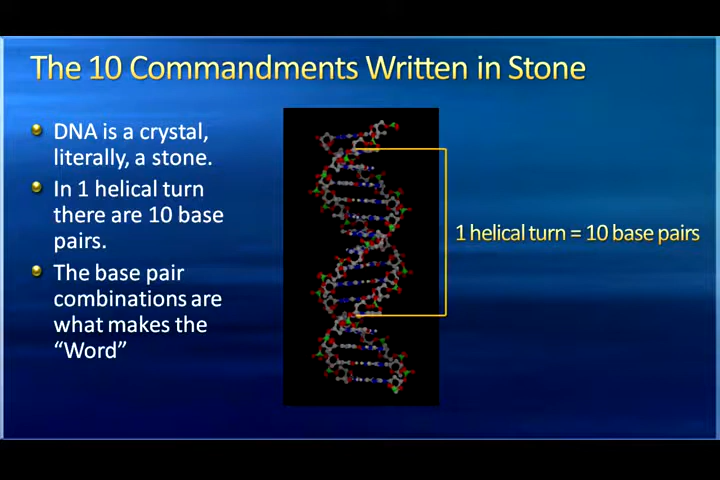 The 10 Commandments Written in Stone
DNA is a crystal,
literally, a stone.
In 1 helical turn
there are 10 base
pairs.
The base pair
combinations are
what makes the
“Word”
1 helical turn = 10 base pairs